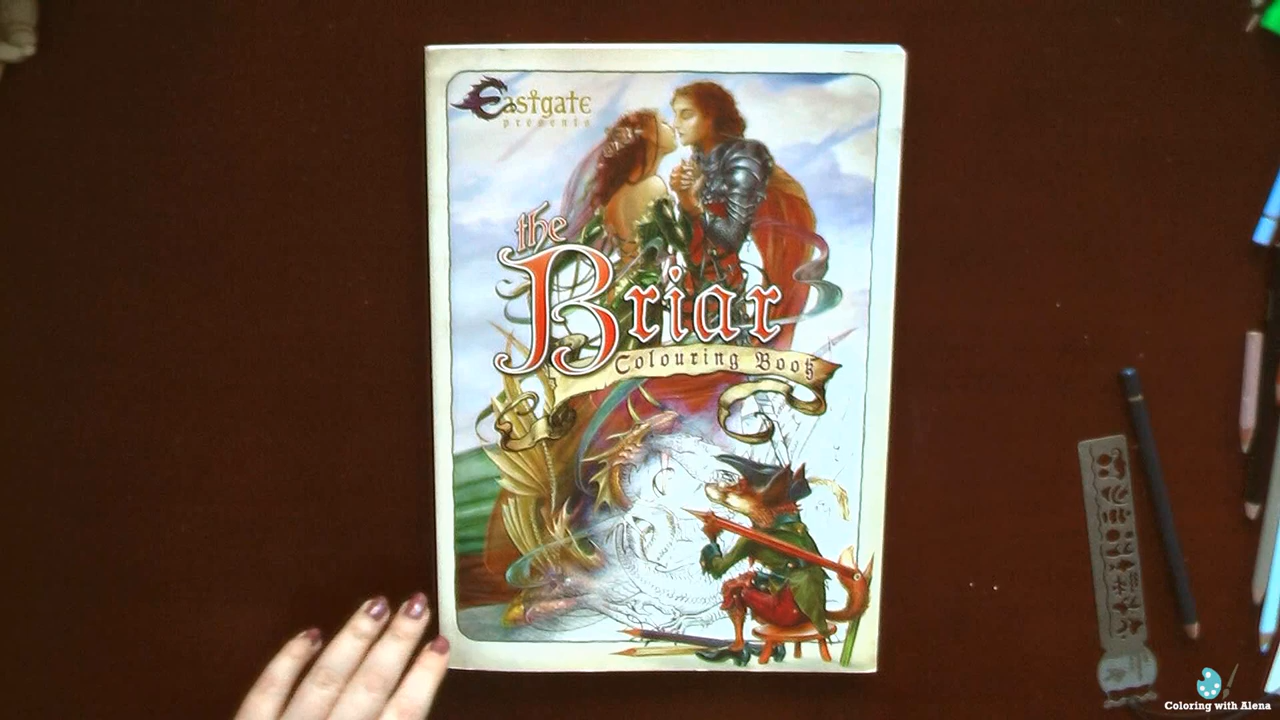 Eastgate
presents
the
Briar
Colouring Book
Coloring with Alena